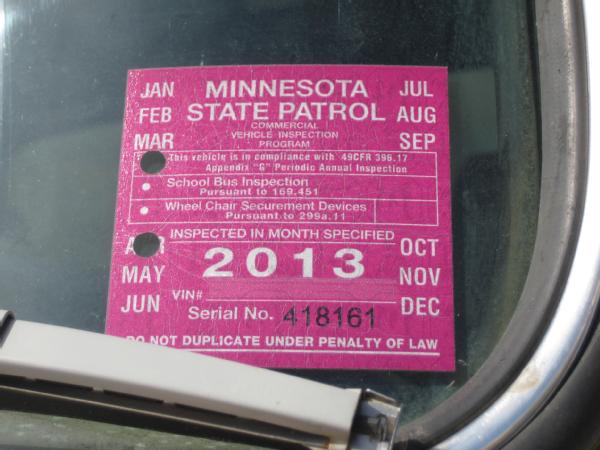 JAN MINNESOTA JUL
FEB STATE PATROL AUG
COMMERCIAL
MAR VEHICLE INSPECTION SEP
PROGRAM
This vehicle is in compliance with 49CFR 396.17
Appendix "G" Periodic Annual Inspection
• School Bus Inspection
Pursuant to 169.451
• Wheel Chair Securement Devices
Pursuant to 299a.11
INSPECTED IN MONTH SPECIFIED
2013 OCT
MAY NOV
VIN#
JUN Serial No. 418161 DEC
DO NOT DUPLICATE UNDER PENALTY OF LAW